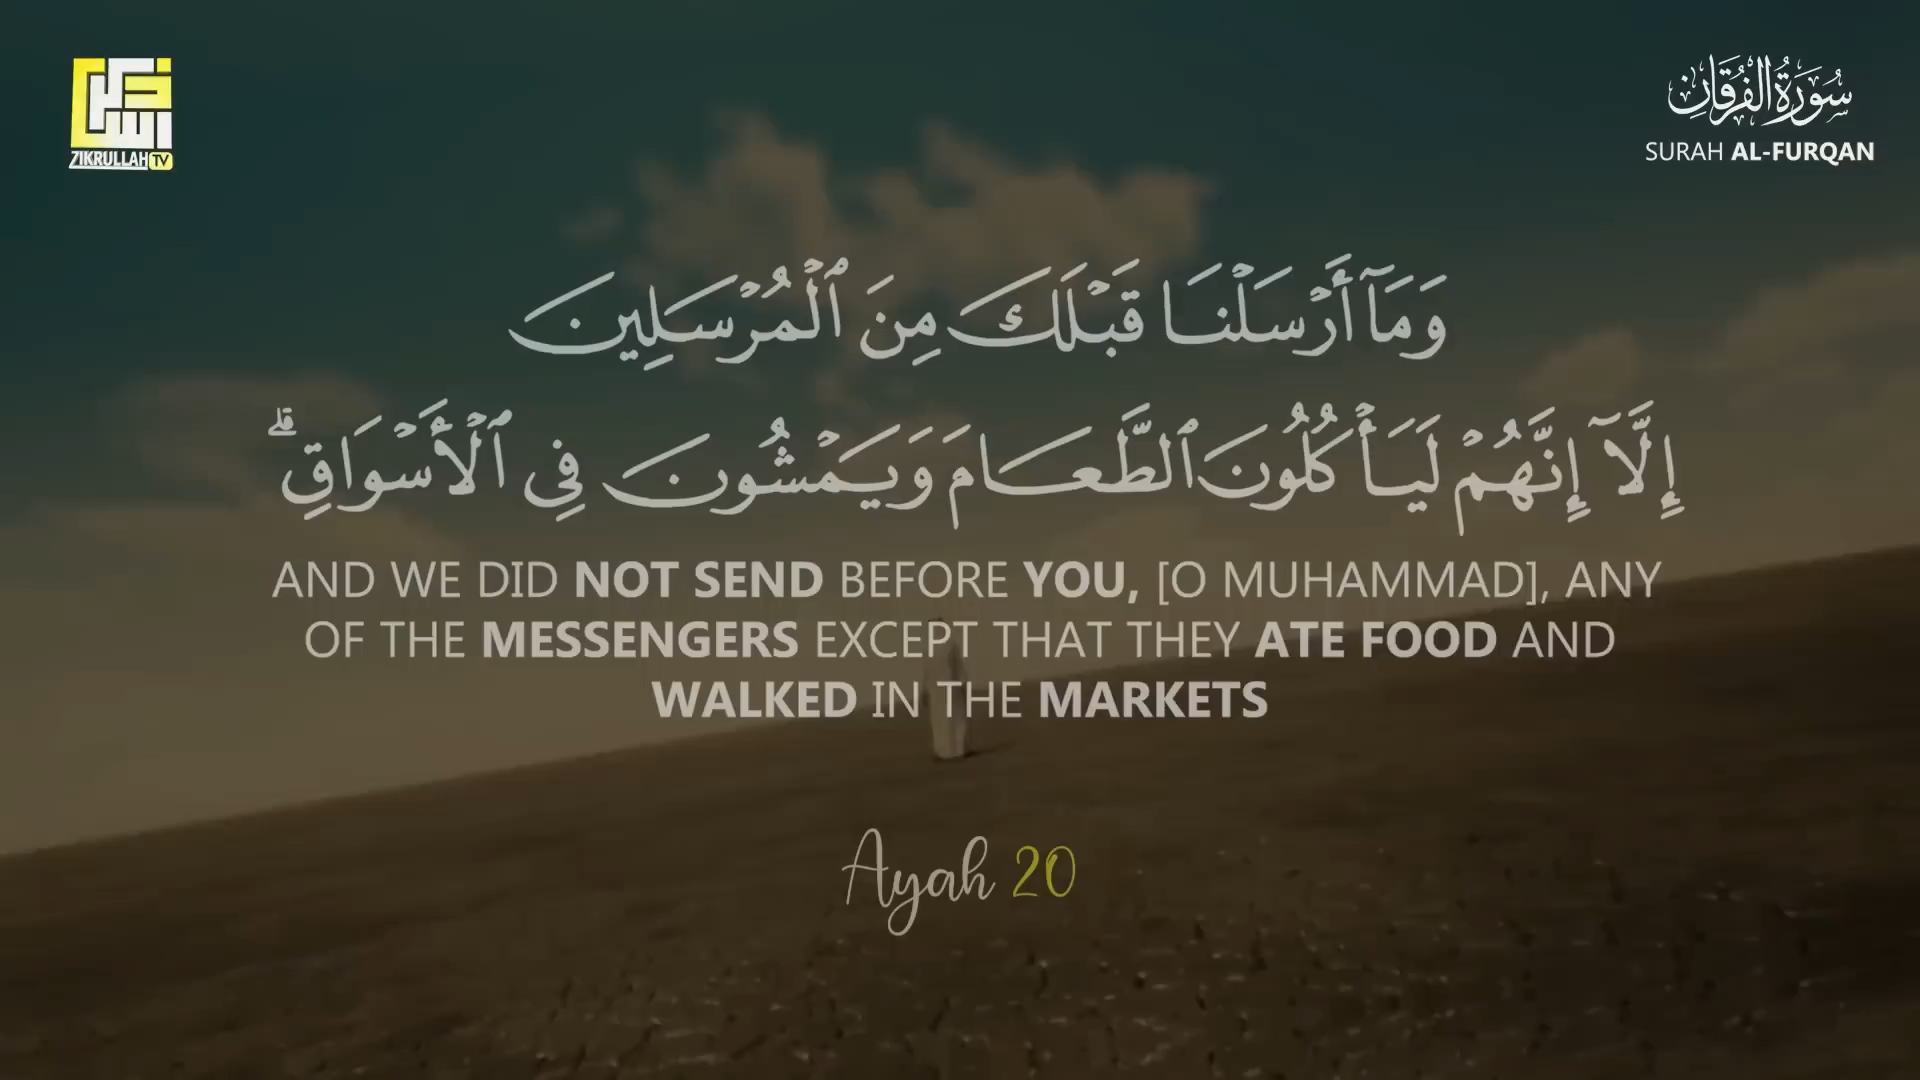 ذكر الله
ZIKRULLAH TV
سُورَةُ الفُرْقَانِ
SURAH AL-FURQAN
وَمَآ أَرْسَلْنَا قَبْلَكَ مِنَ ٱلْمُرْسَلِينَ
إِلَّآ إِنَّهُمْ لَيَأْكُلُونَ ٱلطَّعَامَ وَيَمْشُونَ فِى ٱلْأَسْوَاقِ ۗ
AND WE DID NOT SEND BEFORE YOU, [O MUHAMMAD], ANY
OF THE MESSENGERS EXCEPT THAT THEY ATE FOOD AND
WALKED IN THE MARKETS
Ayah 20